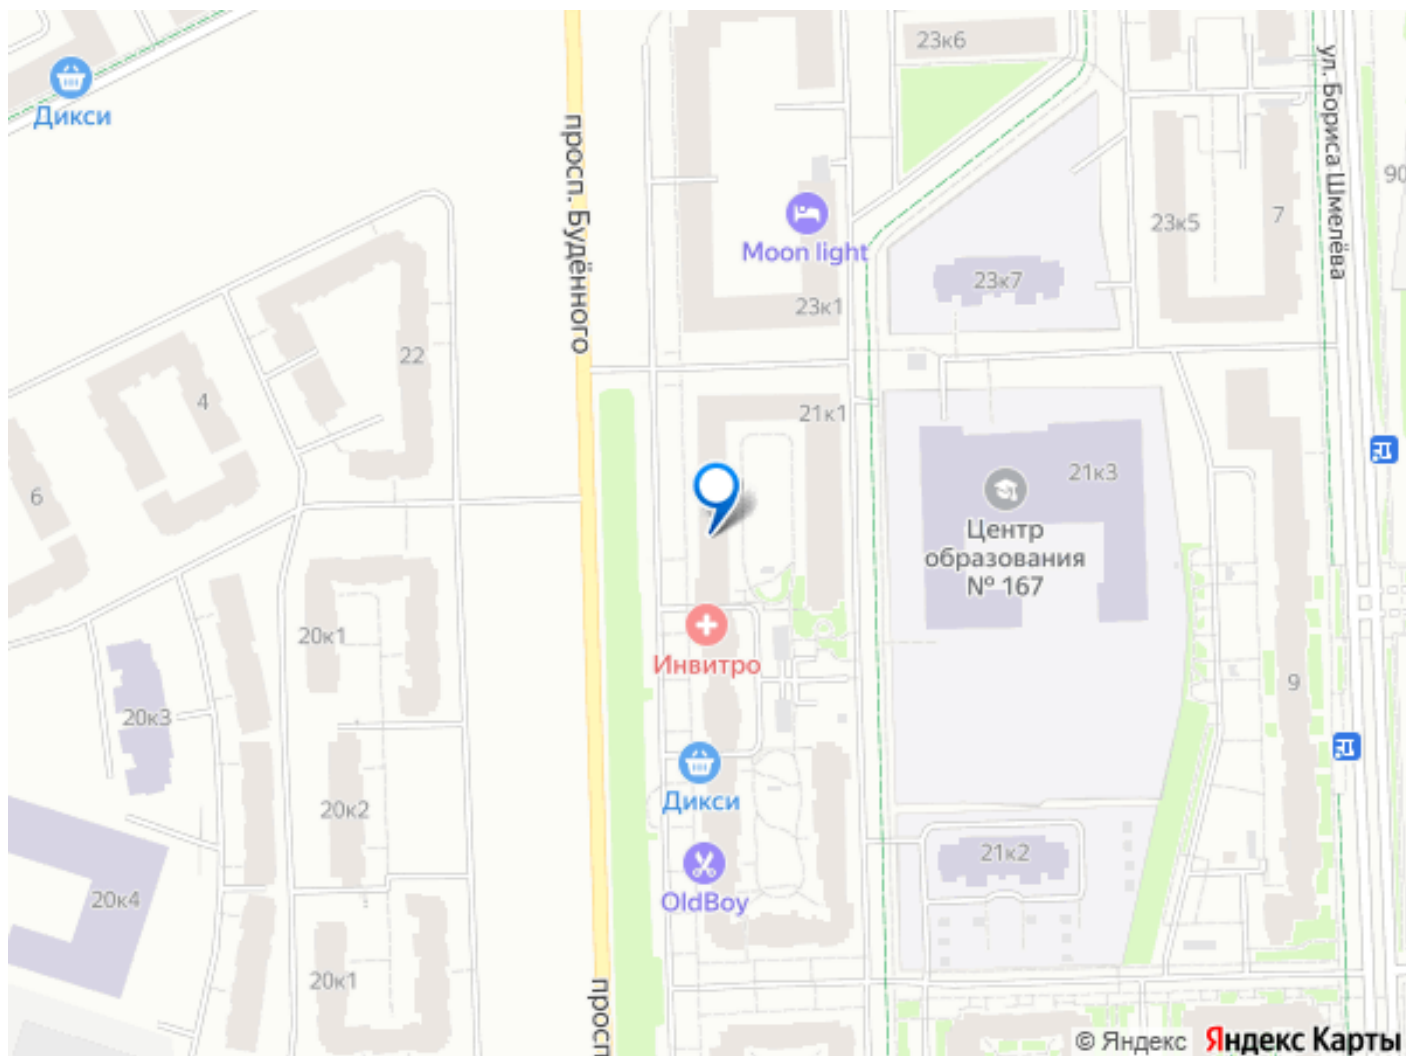 23к6
ул. Бориса Шмелёва
Дикси
просп. Будённого
90
23к5
7
Moon light
23к7
23к1
22
4
21к1
6
21к3
Центр
образования
№ 167
20к1
Инвитро
9
20к3
Дикси
20к2
21к2
20к4
OldBoy
20к1
просп
© Яндекс Яндекс Карты